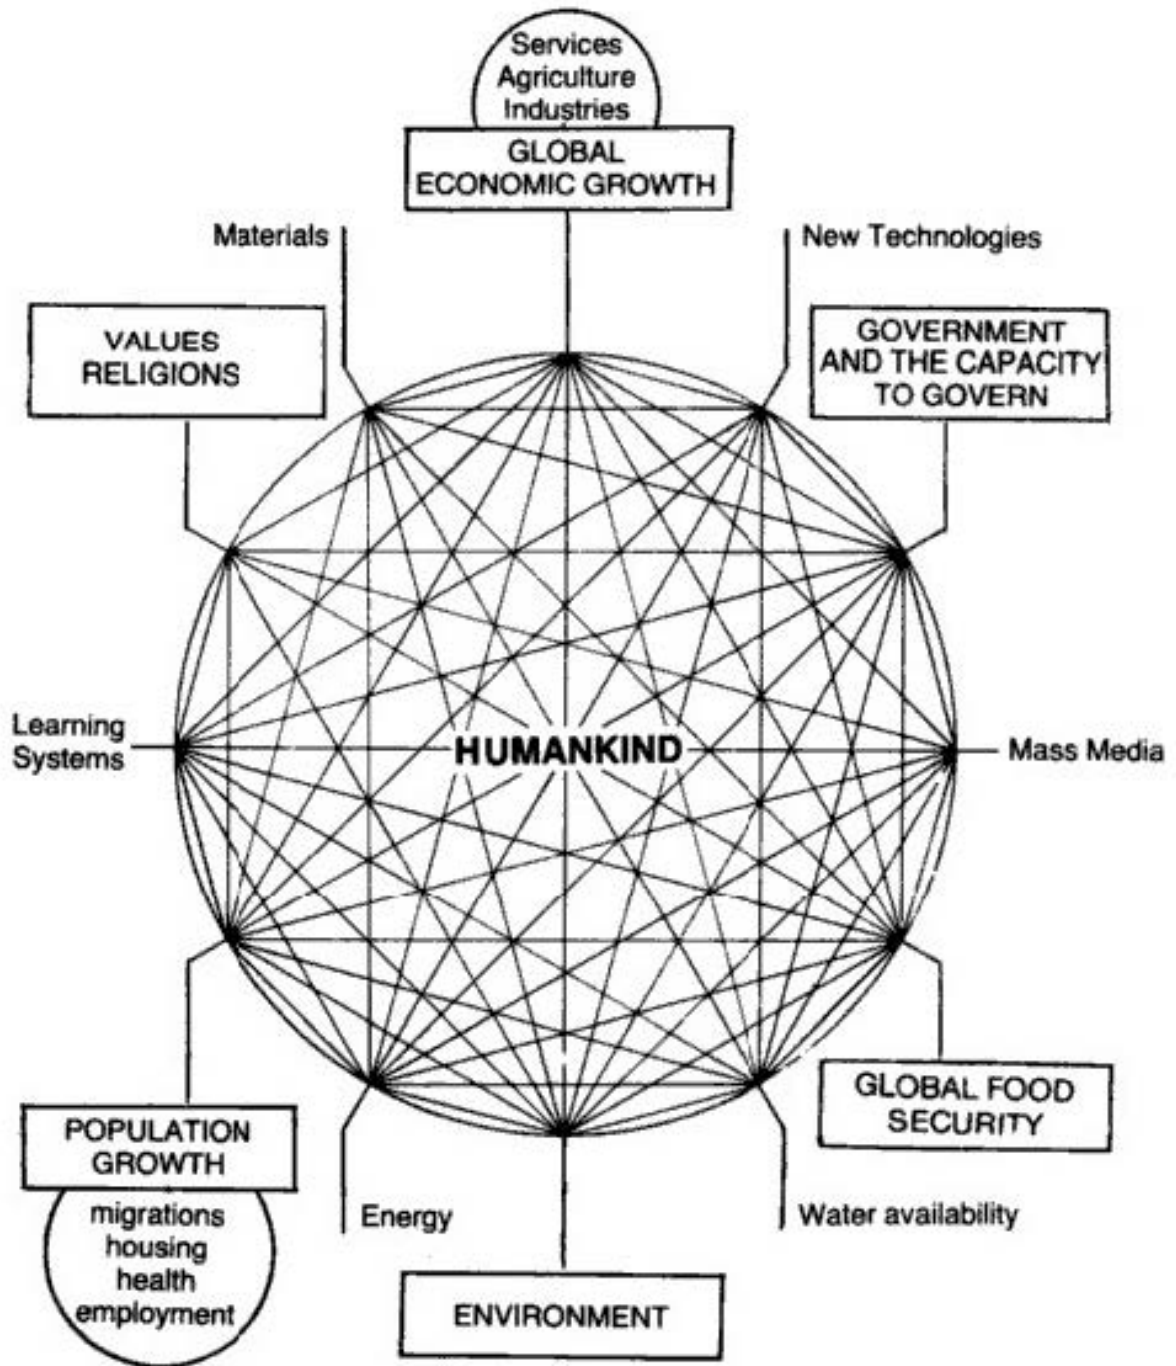 Services
Agriculture
Industries
GLOBAL
ECONOMIC GROWTH
Materials
New Technologies
VALUES
RELIGIONS
GOVERNMENT
AND THE CAPACITY
TO GOVERN
Learning
Systems
HUMANKIND
Mass Media
POPULATION
GROWTH
migrations
housing
health
employment
Energy
ENVIRONMENT
Water availability
GLOBAL FOOD
SECURITY